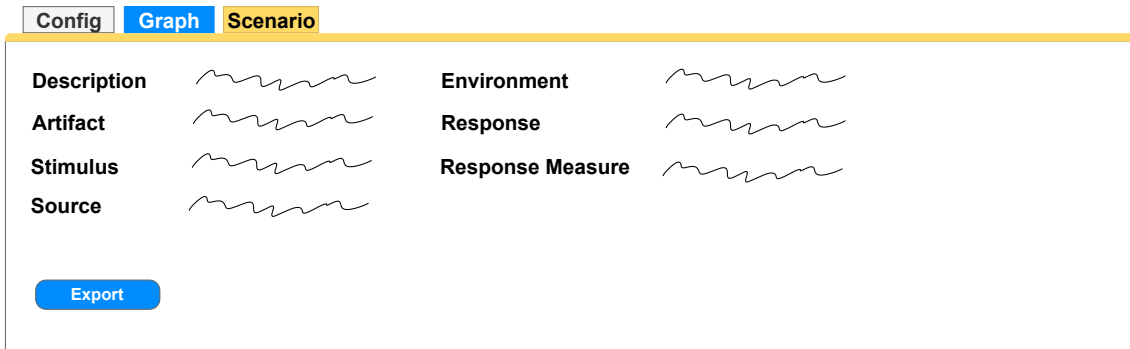 Config Graph Scenario
Description Environment
Artifact Response
Stimulus Response Measure
Source
Export